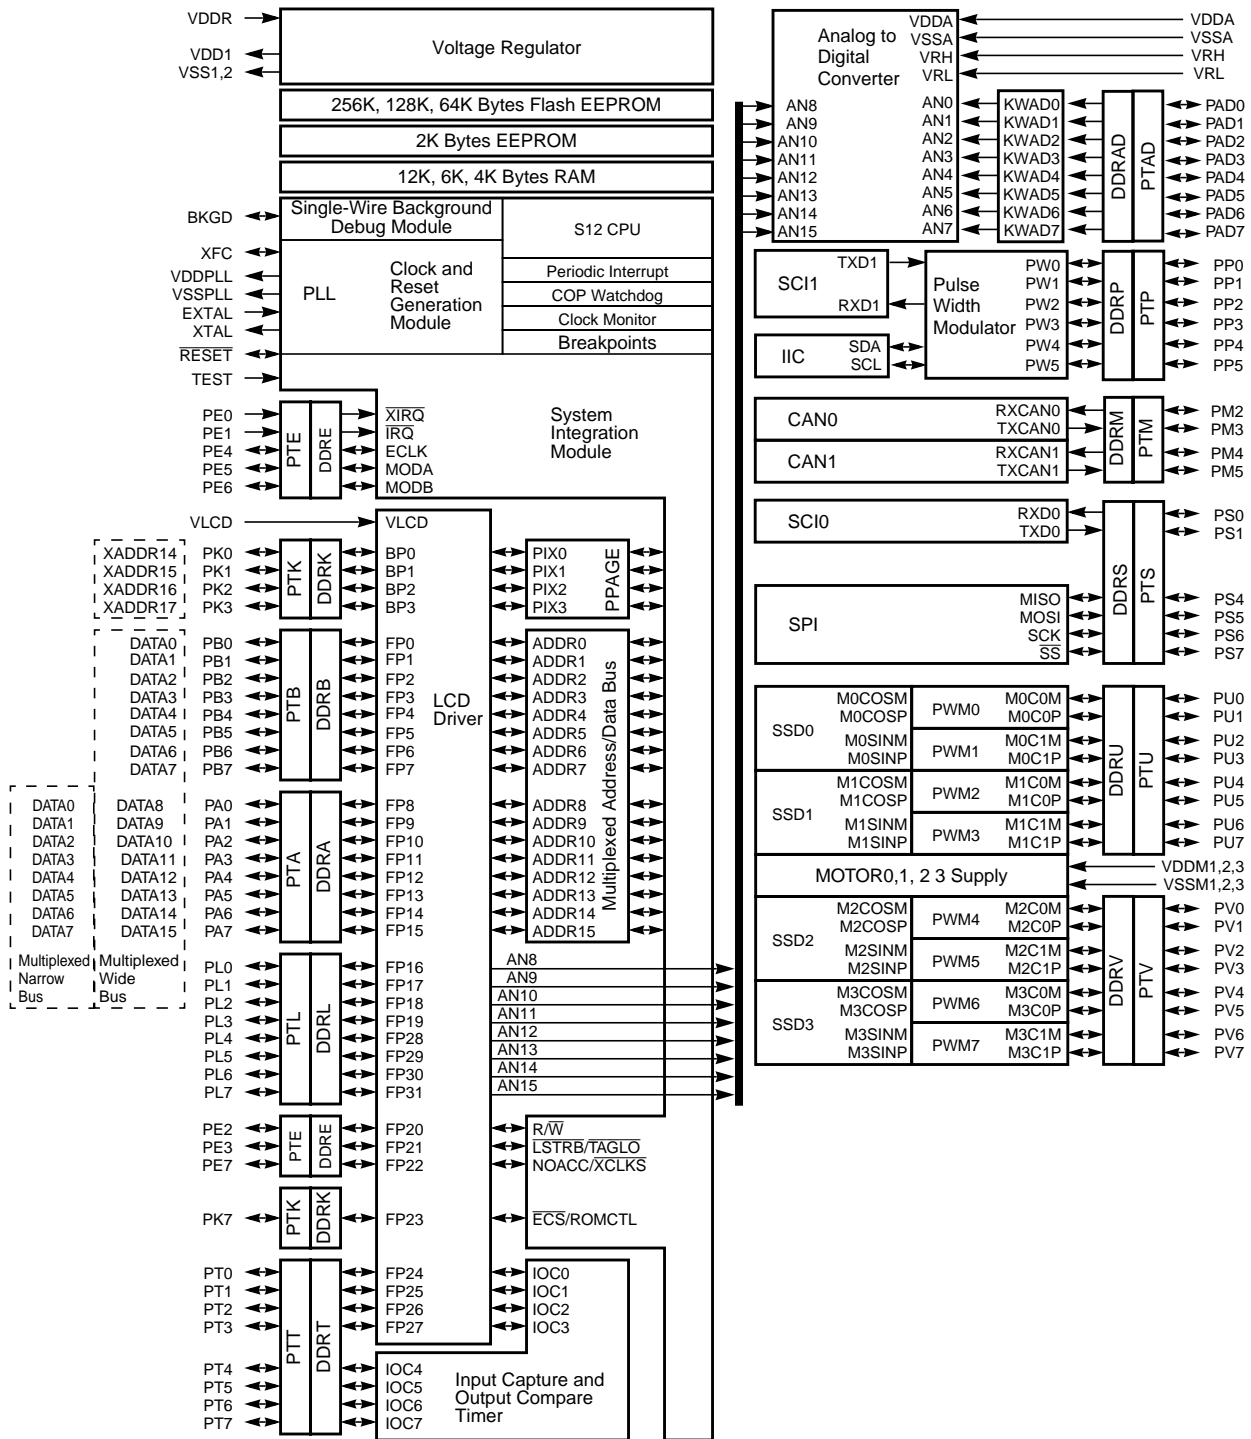 VDDR
VDD1
VSS1,2
Voltage Regulator
256K, 128K, 64K Bytes Flash EEPROM
2K Bytes EEPROM
12K, 6K, 4K Bytes RAM
BKGD
XFC
VDDPLL
VSSPLL
EXTAL
XTAL
RESET
TEST
Single-Wire Background
Debug Module
S12 CPU
PLL
Clock and
Reset
Generation
Module
Periodic Interrupt
COP Watchdog
Clock Monitor
Breakpoints
System
Integration
Module
PE0
PE1
PE4
PE5
PE6
PTE
DDRE
XIRQ
IRQ
ECLK
MODA
MODB
VLCD
VLCD
XADDR14
XADDR15
XADDR16
XADDR17
PK0
PK1
PK2
PK3
PTK
DDRK
BP0
BP1
BP2
BP3
PIX0
PIX1
PIX2
PIX3
PPAGE
DATA0
DATA1
DATA2
DATA3
DATA4
DATA5
DATA6
DATA7
PB0
PB1
PB2
PB3
PB4
PB5
PB6
PB7
PTB
DDRB
FP0
FP1
FP2
FP3
FP4
FP5
FP6
FP7
LCD
Driver
ADDR0
ADDR1
ADDR2
ADDR3
ADDR4
ADDR5
ADDR6
ADDR7
Multiplexed Address/Data Bus
DATA0
DATA1
DATA2
DATA3
DATA4
DATA5
DATA6
DATA7
Multiplexed
Narrow
Bus
DATA8
DATA9
DATA10
DATA11
DATA12
DATA13
DATA14
DATA15
Multiplexed
Wide
Bus
PA0
PA1
PA2
PA3
PA4
PA5
PA6
PA7
PTA
DDRA
FP8
FP9
FP10
FP11
FP12
FP13
FP14
FP15
ADDR8
ADDR9
ADDR10
ADDR11
ADDR12
ADDR13
ADDR14
ADDR15
PL0
PL1
PL2
PL3
PL4
PL5
PL6
PL7
PTL
DDRL
FP16
FP17
FP18
FP19
FP28
FP29
FP30
FP31
AN8
AN9
AN10
AN11
AN12
AN13
AN14
AN15
PE2
PE3
PE7
PTE
DDRE
FP20
FP21
FP22
R/W
LSTRB/TAGLO
NOACC/XCLKS
PK7
PTK
DDRK
FP23
ECS/ROMCTL
PT0
PT1
PT2
PT3
PT4
PT5
PT6
PT7
PTT
DDRT
FP24
FP25
FP26
FP27
IOC0
IOC1
IOC2
IOC3
IOC4
IOC5
IOC6
IOC7
Input Capture and
Output Compare
Timer
Analog to
Digital
Converter
VDDA
VSSA
VRH
VRL
VDDA
VSSA
VRH
VRL
AN8
AN9
AN10
AN11
AN12
AN13
AN14
AN15
AN0
AN1
AN2
AN3
AN4
AN5
AN6
AN7
KWAD0
KWAD1
KWAD2
KWAD3
KWAD4
KWAD5
KWAD6
KWAD7
DDRAD
PTAD
PAD0
PAD1
PAD2
PAD3
PAD4
PAD5
PAD6
PAD7
SCI1
TXD1
RXD1
IIC
SDA
SCL
Pulse
Width
Modulator
PW0
PW1
PW2
PW3
PW4
PW5
DDRP
PTP
PP0
PP1
PP2
PP3
PP4
PP5
CAN0
RXCAN0
TXCAN0
CAN1
RXCAN1
TXCAN1
DDRM
PTM
PM2
PM3
PM4
PM5
SCI0
RXD0
TXD0
SPI
MISO
MOSI
SCK
SS
DDRS
PTS
PS0
PS1
PS4
PS5
PS6
PS7
SSD0
M0COSM
M0COSP
M0SINM
M0SINP
PWM0
PWM1
M0C0M
M0C0P
M0C1M
M0C1P
SSD1
M1COSM
M1COSP
M1SINM
M1SINP
PWM2
PWM3
M1C0M
M1C0P
M1C1M
M1C1P
DDRU
PTU
PU0
PU1
PU2
PU3
PU4
PU5
PU6
PU7
MOTOR0,1, 2 3 Supply
VDDM1,2,3
VSSM1,2,3
SSD2
M2COSM
M2COSP
M2SINM
M2SINP
PWM4
PWM5
M2C0M
M2C0P
M2C1M
M2C1P
SSD3
M3COSM
M3COSP
M3SINM
M3SINP
PWM6
PWM7
M3C0M
M3C0P
M3C1M
M3C1P
DDRV
PTV
PV0
PV1
PV2
PV3
PV4
PV5
PV6
PV7